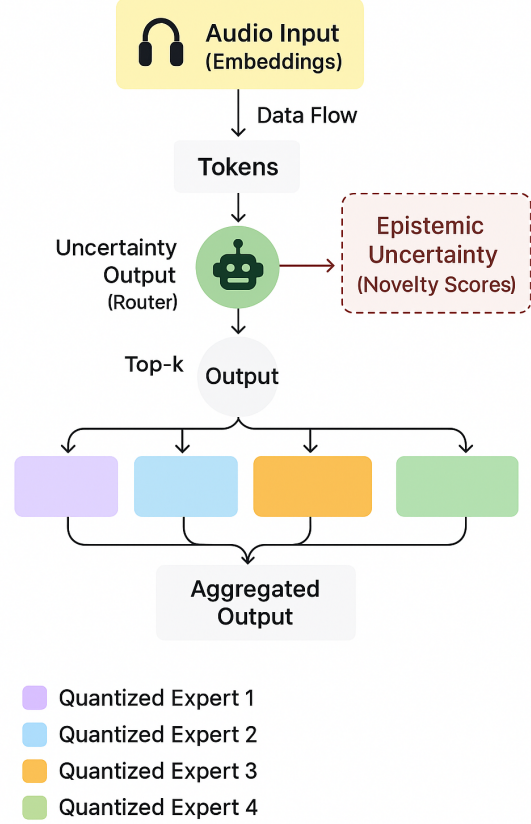 Audio Input
(Embeddings)
Data Flow
Tokens
Uncertainty
Output
(Router)
Epistemic
Uncertainty
(Novelty Scores)
Top-k
Output
Aggregated
Output
Quantized Expert 1
Quantized Expert 2
Quantized Expert 3
Quantized Expert 4